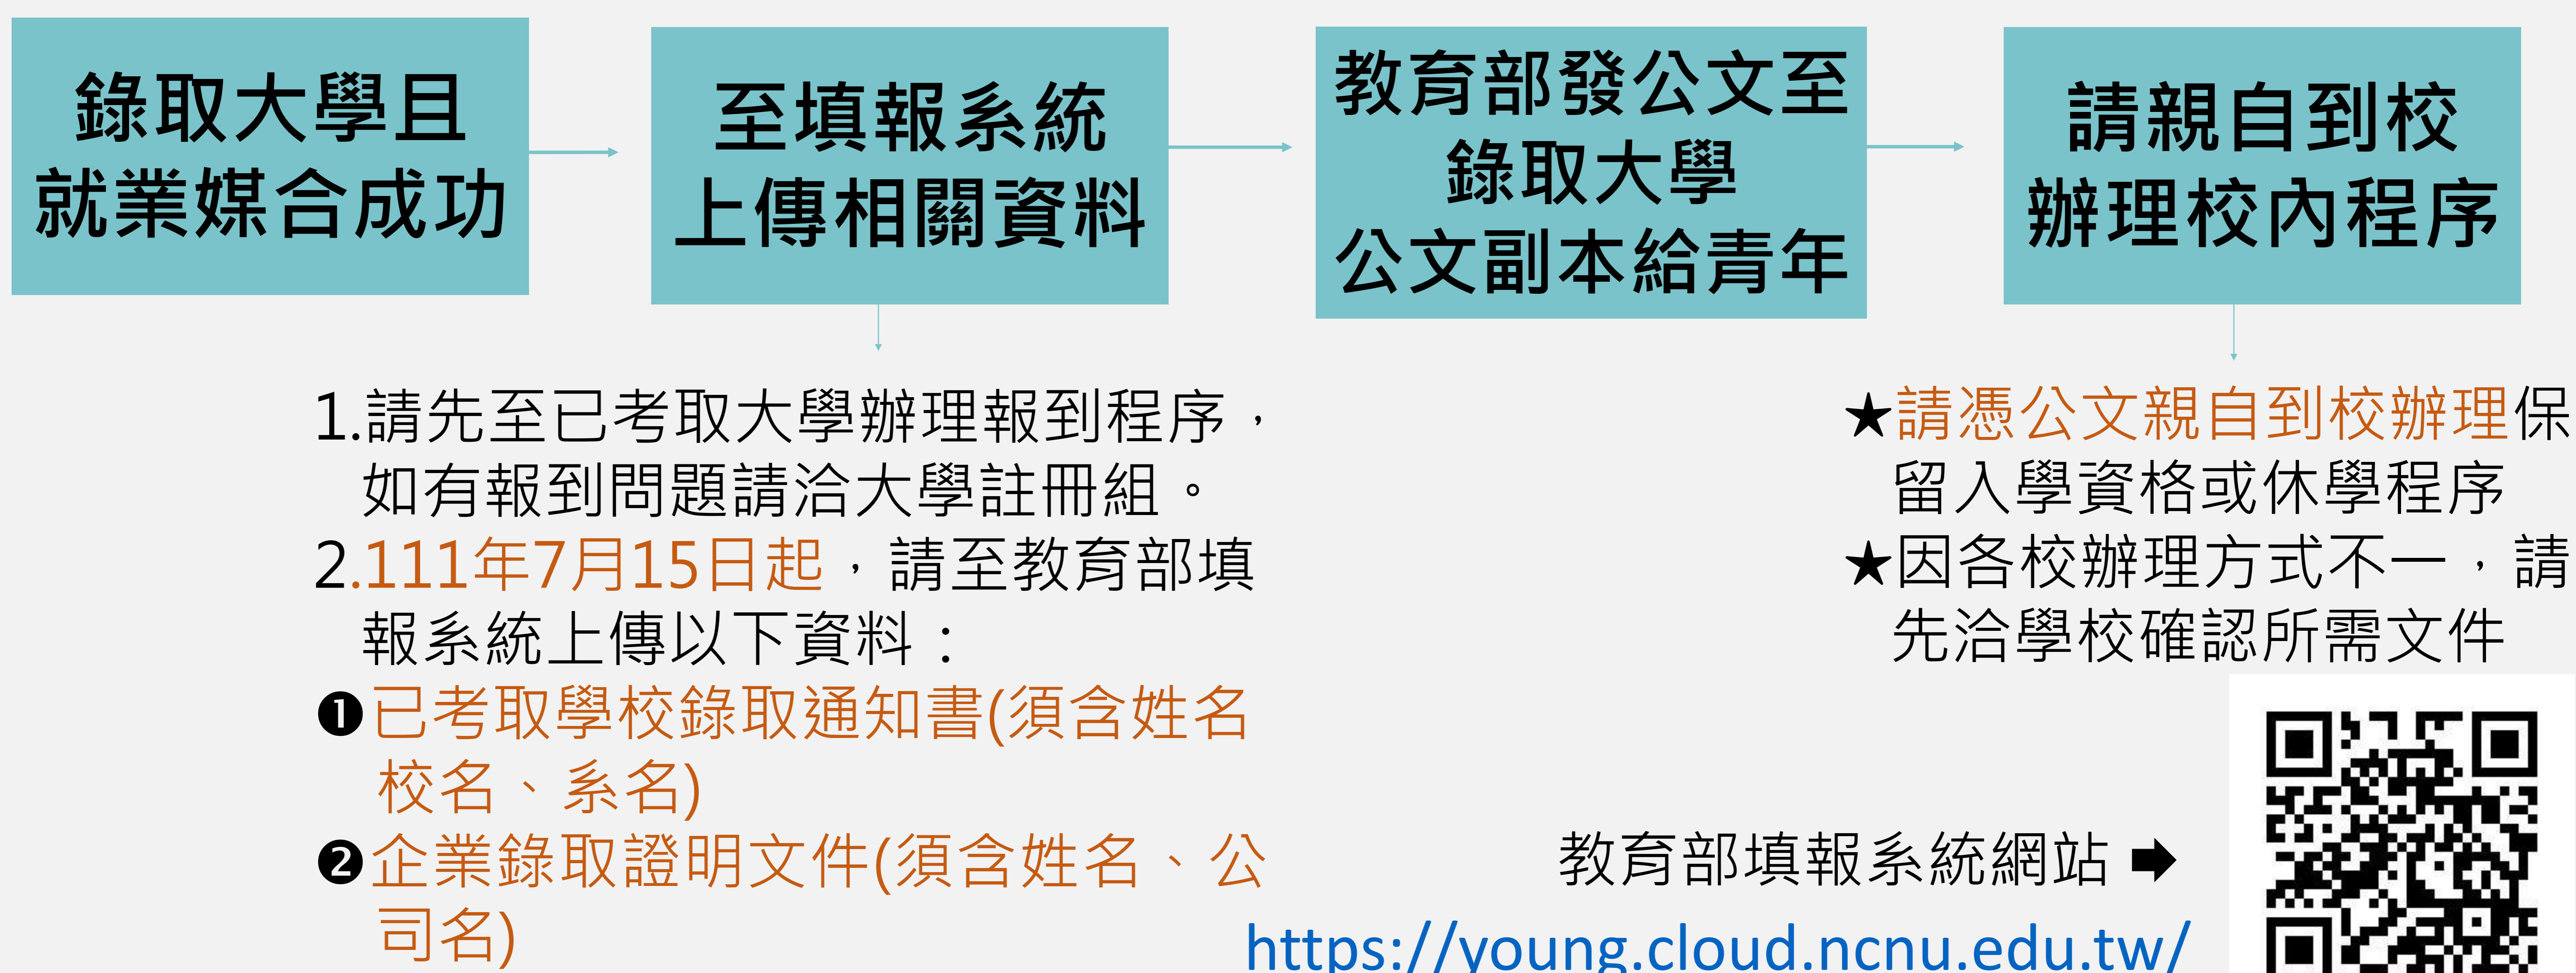 錄取大學且
就業媒合成功
至填報系統
上傳相關資料
教育部發公文至
錄取大學
公文副本給青年
請親自到校
辦理校內程序
1.請先至已考取大學辦理報到程序，
如有報到問題請洽大學註冊組。
2.111年7月15日起，請至教育部填
報系統上傳以下資料：
❶已考取學校錄取通知書(須含姓名
校名、系名)
❷企業錄取證明文件(須含姓名、公
司名)
★請憑公文親自到校辦理保
留入學資格或休學程序
★因各校辦理方式不一，請
先洽學校確認所需文件
教育部填報系統網站
https://young.cloud.ncnu.edu.tw/